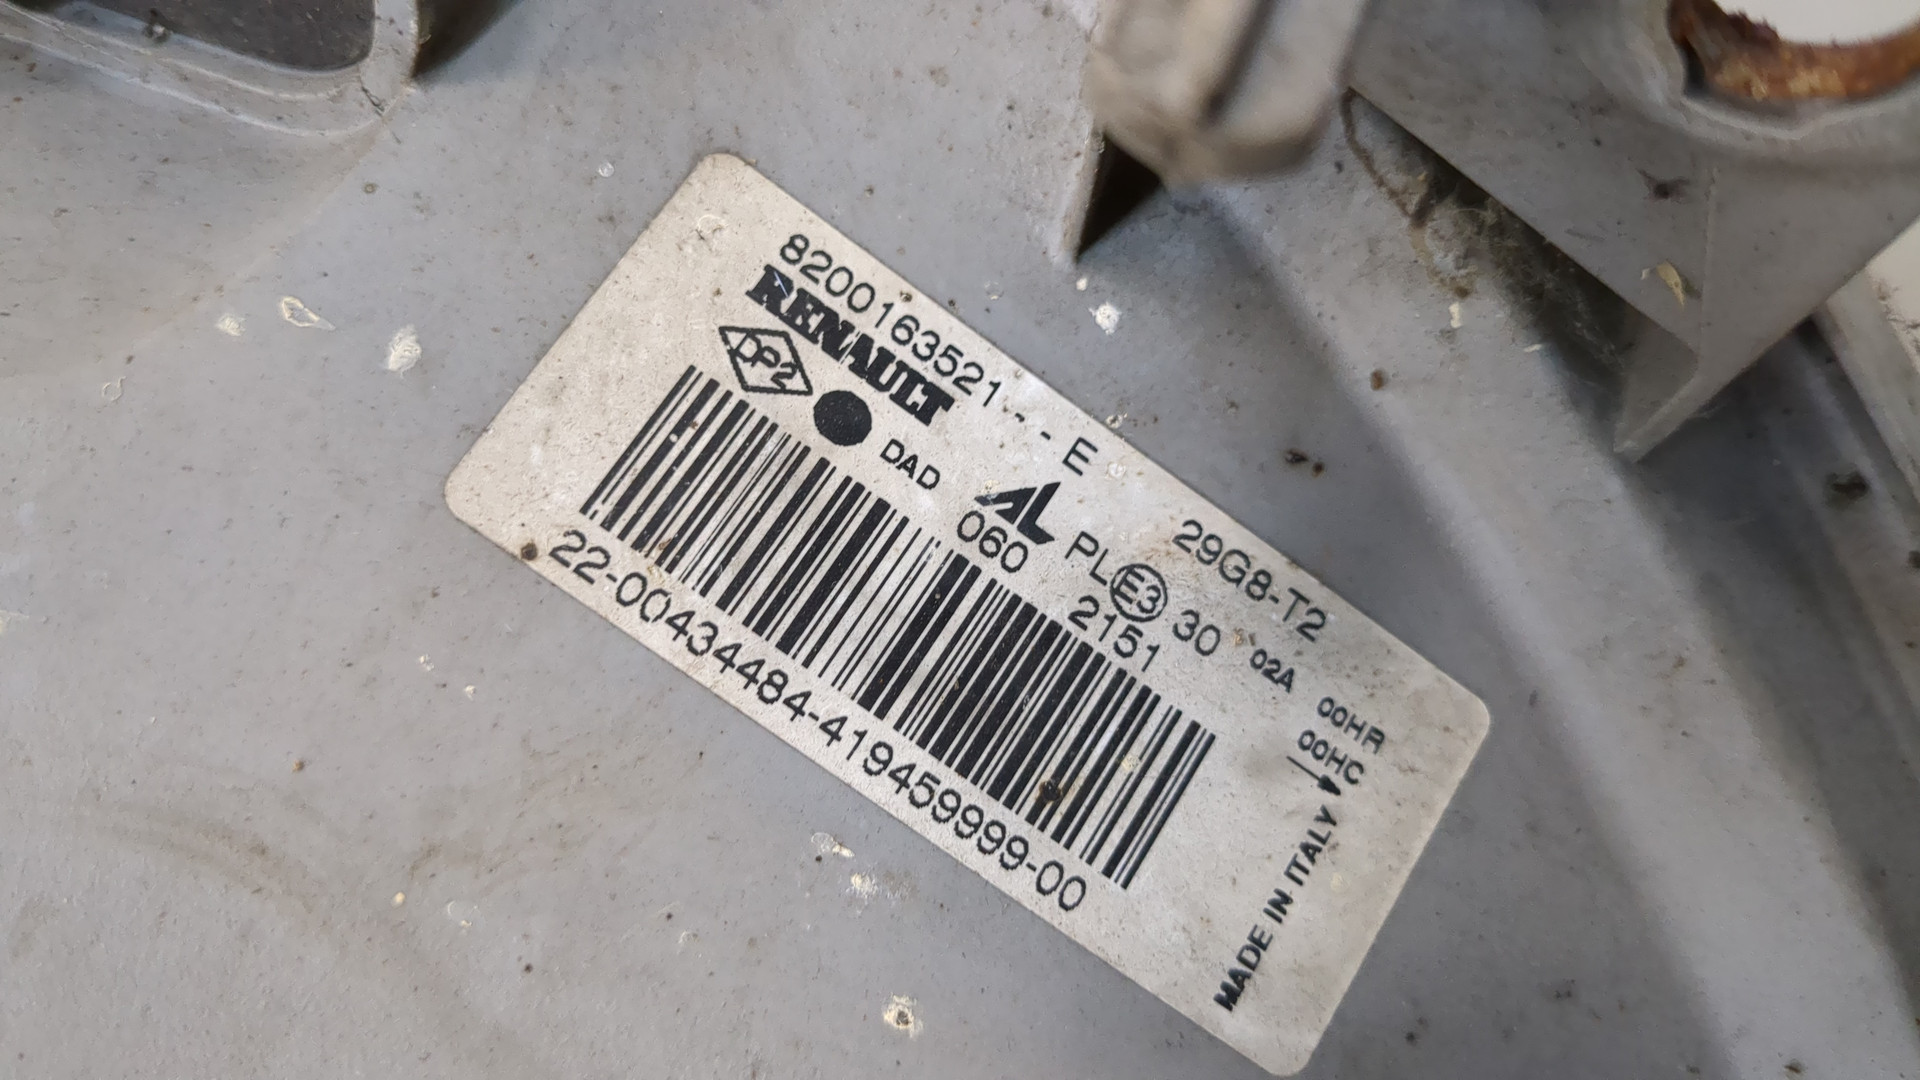 8200163521 - - E 29G8-T2
RENAULT
DP2 DAD AL PL E3 30 02A 00HR
060 2151 00HC
22-00434484-419459999-00
MADE IN ITALY